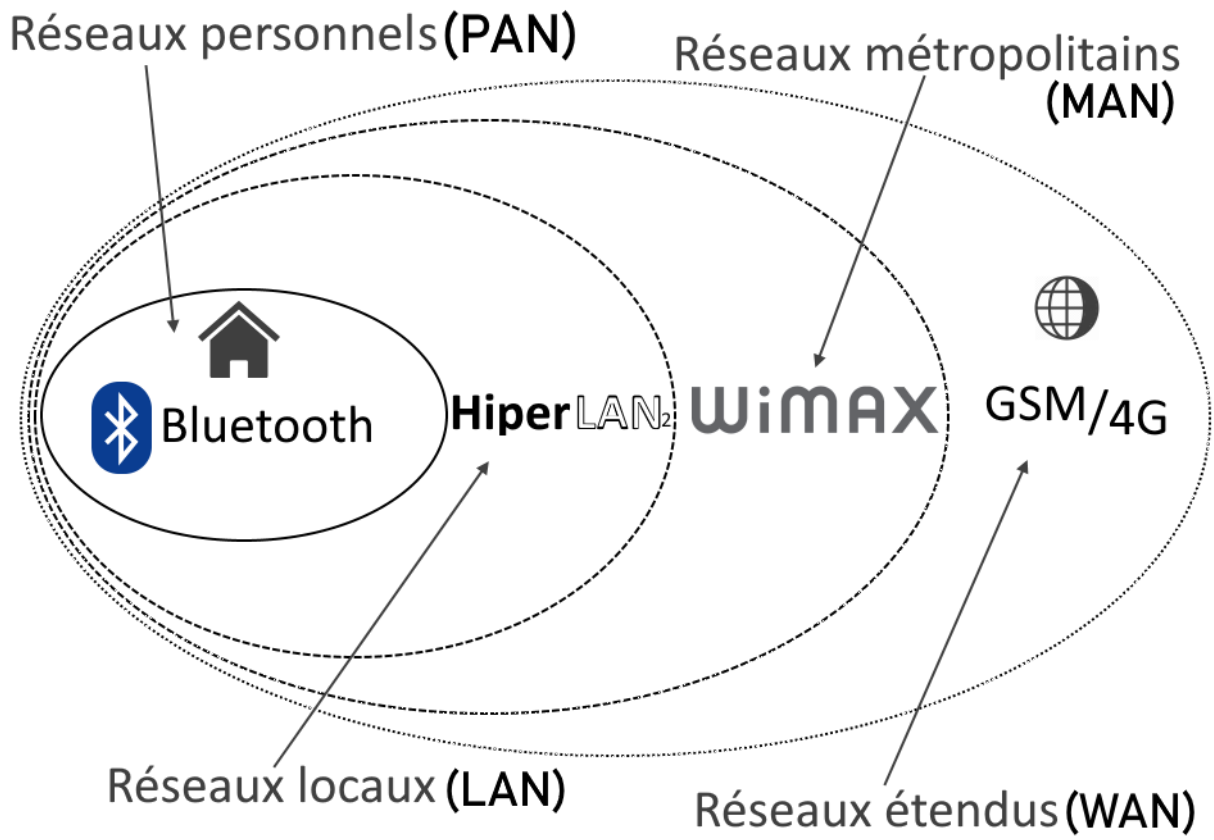 Réseaux personnels (PAN)
Réseaux métropolitains
(MAN)
Bluetooth
HiperLAN2
WiMAX
GSM/4G
Réseaux locaux (LAN)
Réseaux étendus (WAN)